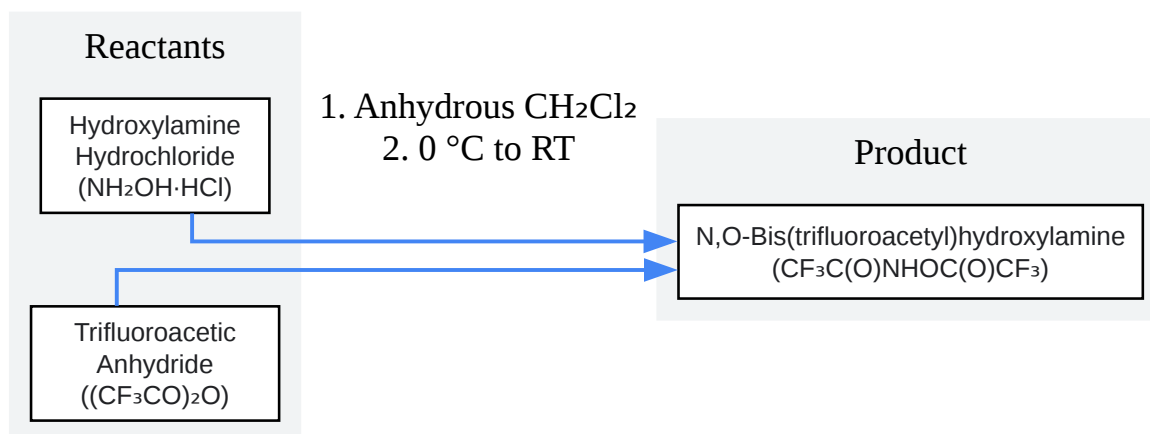 Reactants
Hydroxylamine
Hydrochloride
(NH₂OH·HCl)
Trifluoroacetic
Anhydride
((CF₃CO)₂O)
1. Anhydrous CH₂Cl₂
2. 0 °C to RT
Product
N,O-Bis(trifluoroacetyl)hydroxylamine
(CF₃C(O)NHOC(O)CF₃)